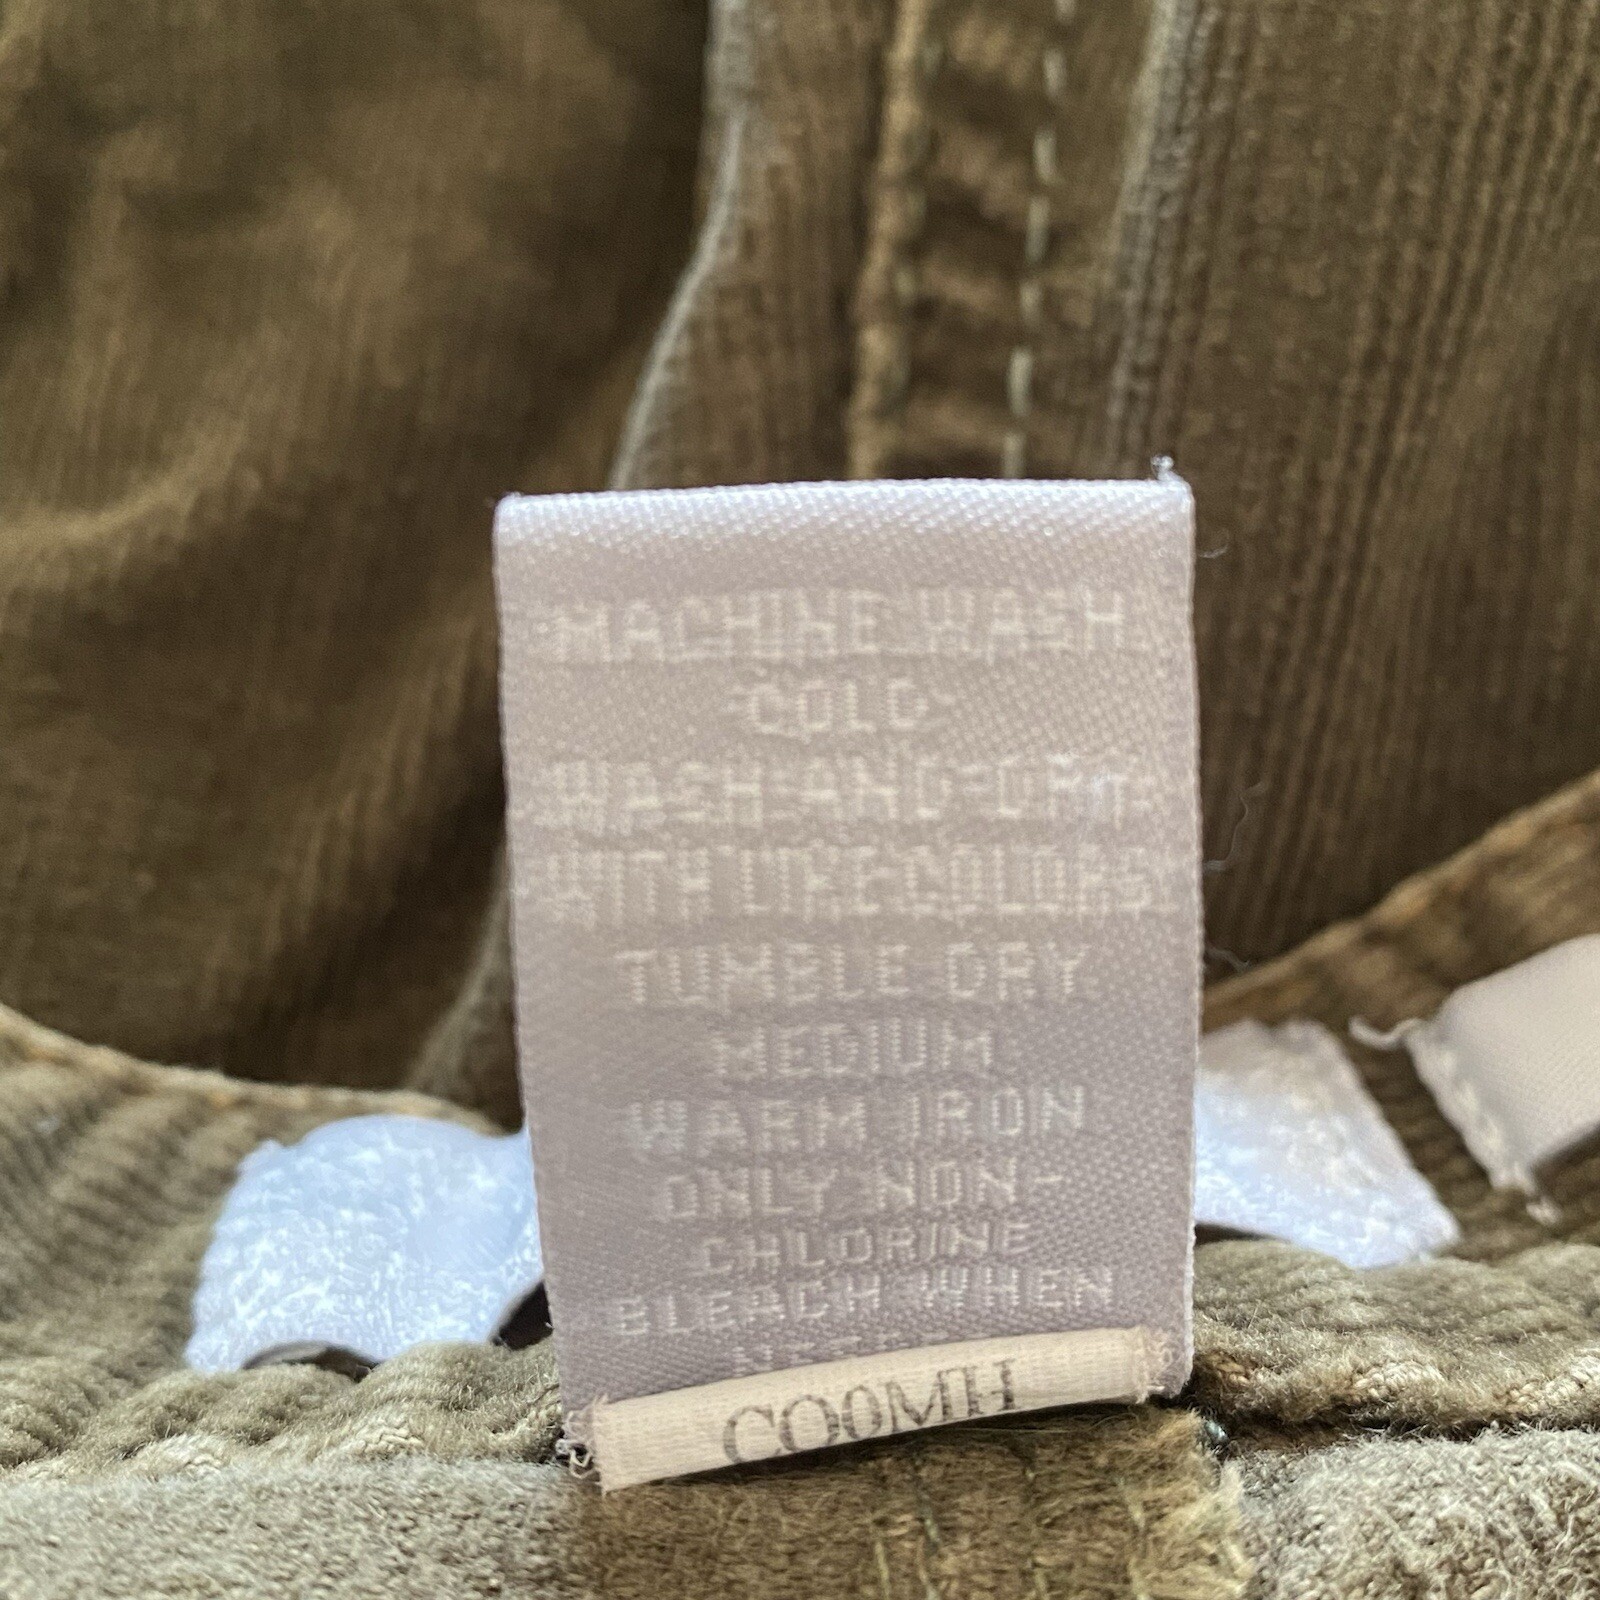 MACHINE WASH
COLD
WASH AND DRY
WITH LIKE COLORS
TUMBLE DRY
MEDIUM
WARM IRON
ONLY NON-
CHLORINE
BLEACH WHEN
COOMH